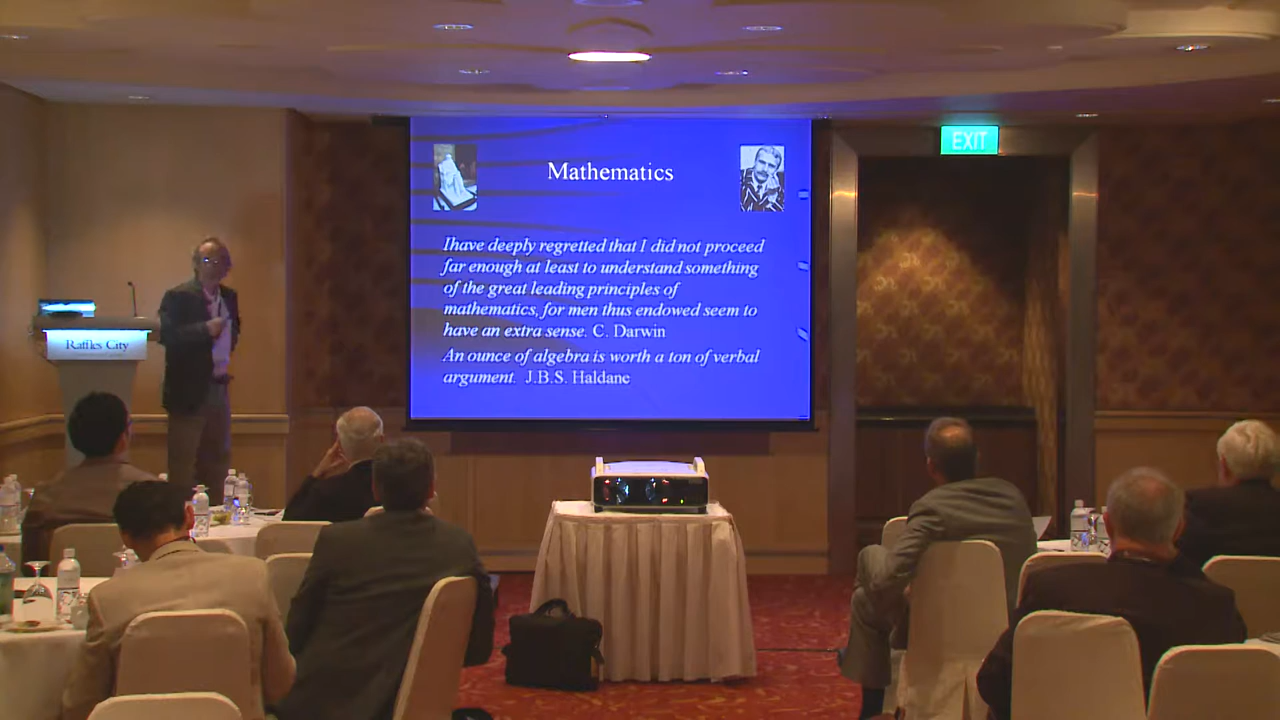 EXIT
Mathematics
I have deeply regretted that I did not proceed
far enough at least to understand something
of the great leading principles of
mathematics, for men thus endowed seem to
have an extra sense. C. Darwin
An ounce of algebra is worth a ton of verbal
argument. J.B.S. Haldane
Raffles City